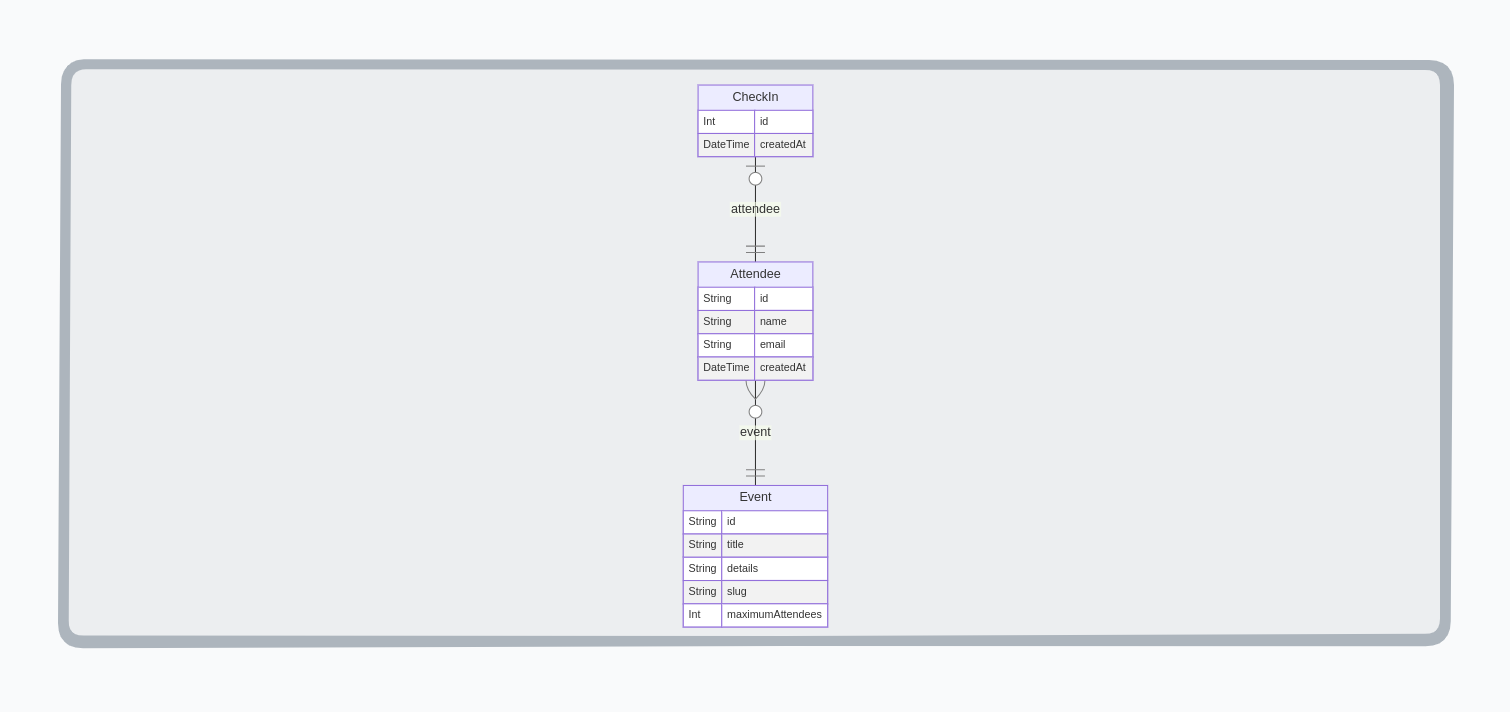 CheckIn
Int id
DateTime createdAt
attendee
Attendee
String id
String name
String email
DateTime createdAt
event
Event
String id
String title
String details
String slug
Int maximumAttendees